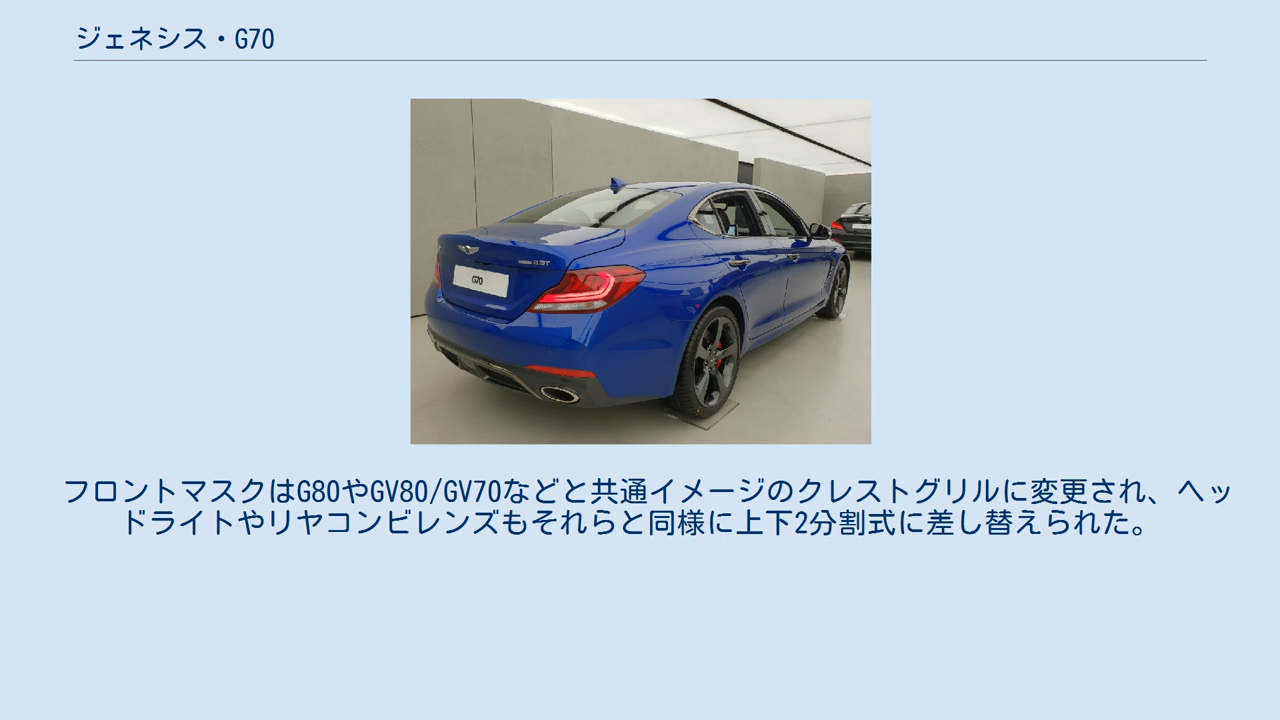 ジェネシス・G70
3.3T
G70
フロントマスクはG80やGV80/GV70などと共通イメージのクレストグリルに変更され、ヘッ
ドライトやリヤコンビレンズもそれらと同様に上下2分割式に差し替えられた。